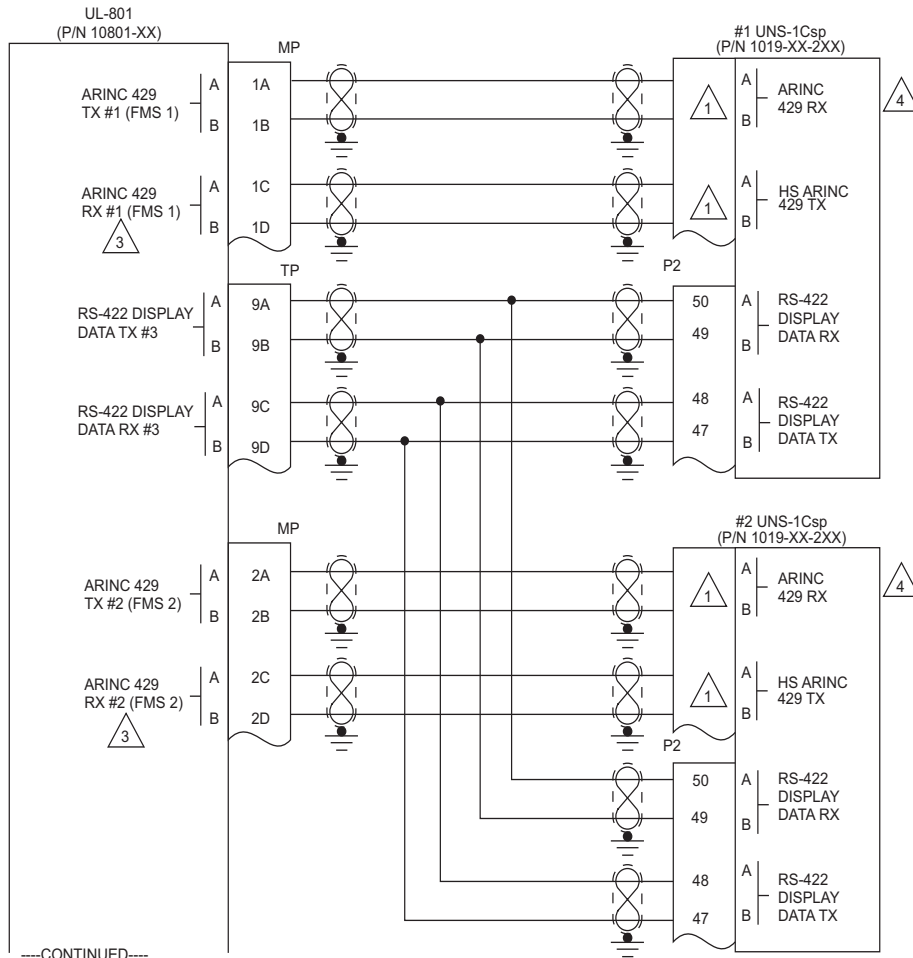 UL-801
(P/N 10801-XX)
#1 UNS-1Csp
(P/N 1019-XX-2XX)
MP
ARINC 429
TX #1 (FMS 1)
A
B
1A
1B
1
A
B
ARINC
429 RX
4
ARINC 429
RX #1 (FMS 1)
3
A
B
1C
1D
1
A
B
HS ARINC
429 TX
TP
P2
RS-422 DISPLAY
DATA TX #3
A
B
9A
9B
50
49
A
B
RS-422
DISPLAY
DATA RX
RS-422 DISPLAY
DATA RX #3
A
B
9C
9D
48
47
A
B
RS-422
DISPLAY
DATA TX
MP
#2 UNS-1Csp
(P/N 1019-XX-2XX)
ARINC 429
TX #2 (FMS 2)
A
B
2A
2B
1
A
B
ARINC
429 RX
4
ARINC 429
RX #2 (FMS 2)
3
A
B
2C
2D
1
A
B
HS ARINC
429 TX
P2
50
49
A
B
RS-422
DISPLAY
DATA RX
48
47
A
B
RS-422
DISPLAY
DATA TX
----CONTINUED----